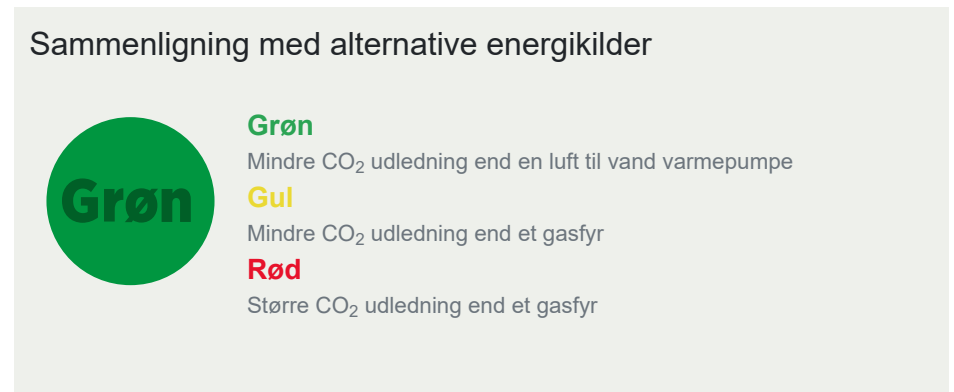 Sammenligning med alternative energikilder
Grøn
Grøn
Mindre CO₂ udledning end en luft til vand varmepumpe
Gul
Mindre CO₂ udledning end et gasfyr
Rød
Større CO₂ udledning end et gasfyr